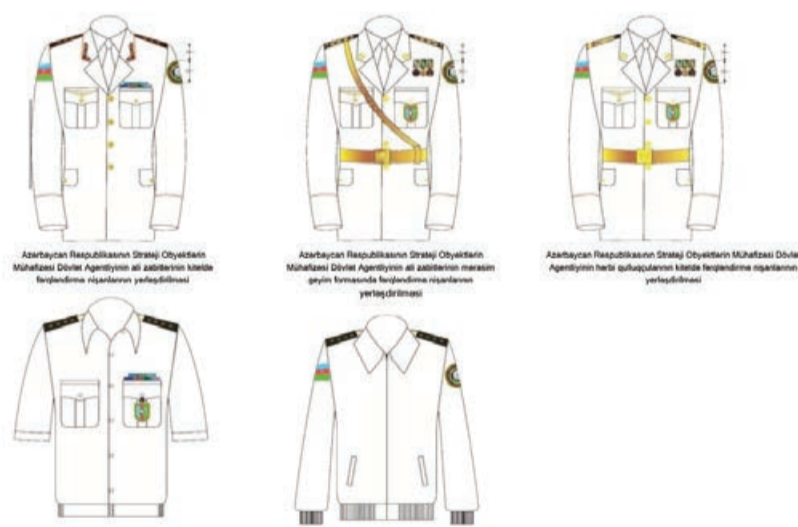 Azərbaycan Respublikasının Strateji Obyektlərin
Mühafizəsi Dövlət Agentliyinin ali zabitlərinin kiteldə
fərqləndirmə nişanlarının yerləşdirilməsi
Azərbaycan Respublikasının Strateji Obyektlərin
Mühafizəsi Dövlət Agentliyinin ali zabitlərinin mərasim
geyim formasında fərqləndirmə nişanlarının
yerləşdirilməsi
Azərbaycan Respublikasının Strateji Obyektlərin Mühafizəsi Dövlət
Agentliyinin hərbi qulluqçularının kiteldə fərqləndirmə nişanlarının
yerləşdirilməsi